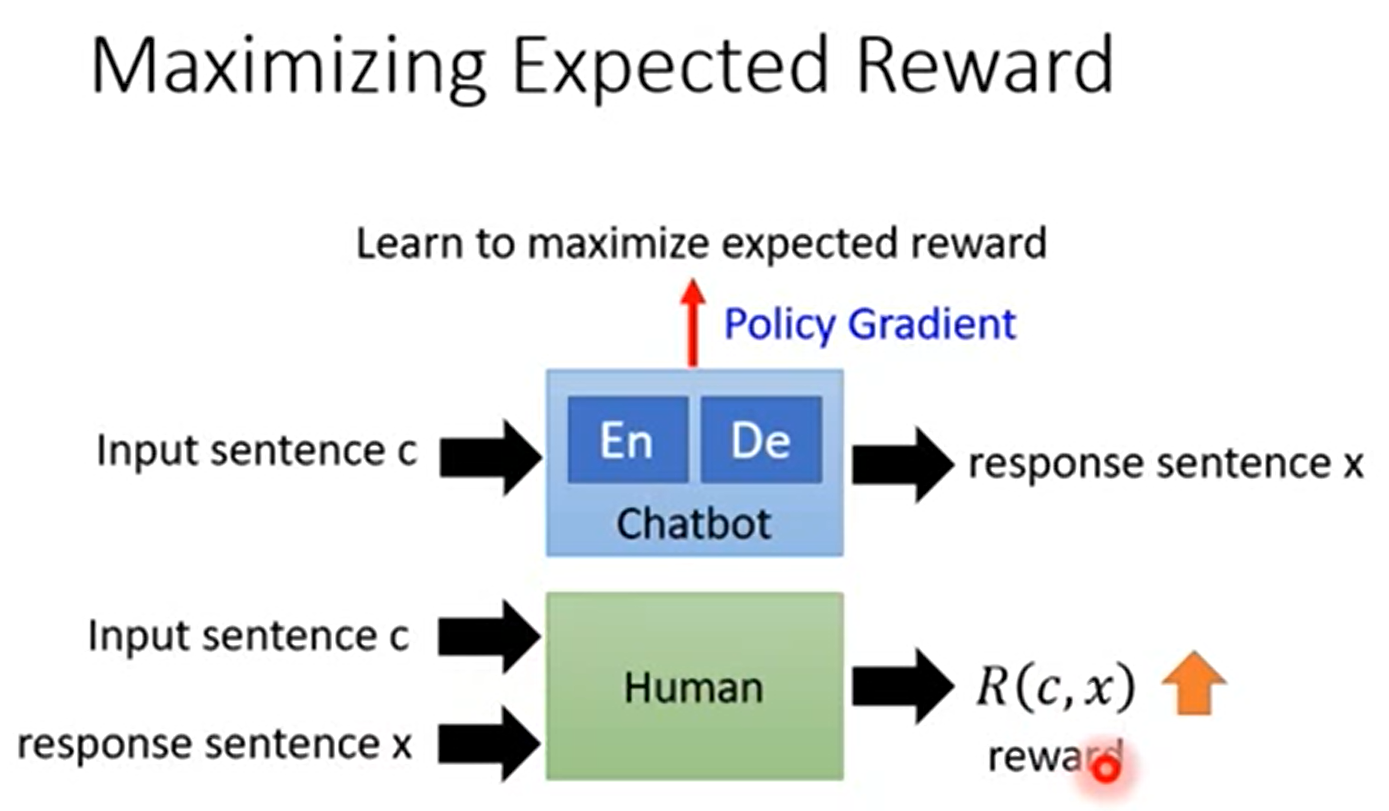 Maximizing Expected Reward
Learn to maximize expected reward
Policy Gradient
Input sentence c
En
De
response sentence x
Chatbot
Input sentence c
Human
R(c, x)
response sentence x
reward